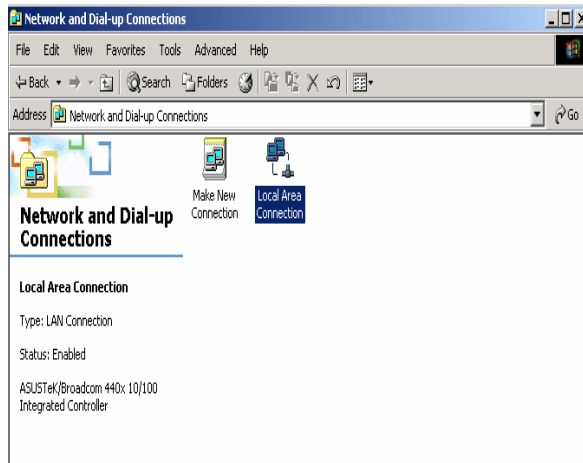 Network and Dial-up Connections
File Edit View Favorites Tools Advanced Help
Back Search Folders
Address Network and Dial-up Connections Go
Make New
Connection
Local Area
Connection
Network and Dial-up
Connections
Local Area Connection
Type: LAN Connection
Status: Enabled
ASUSTeK/Broadcom 440x 10/100
Integrated Controller